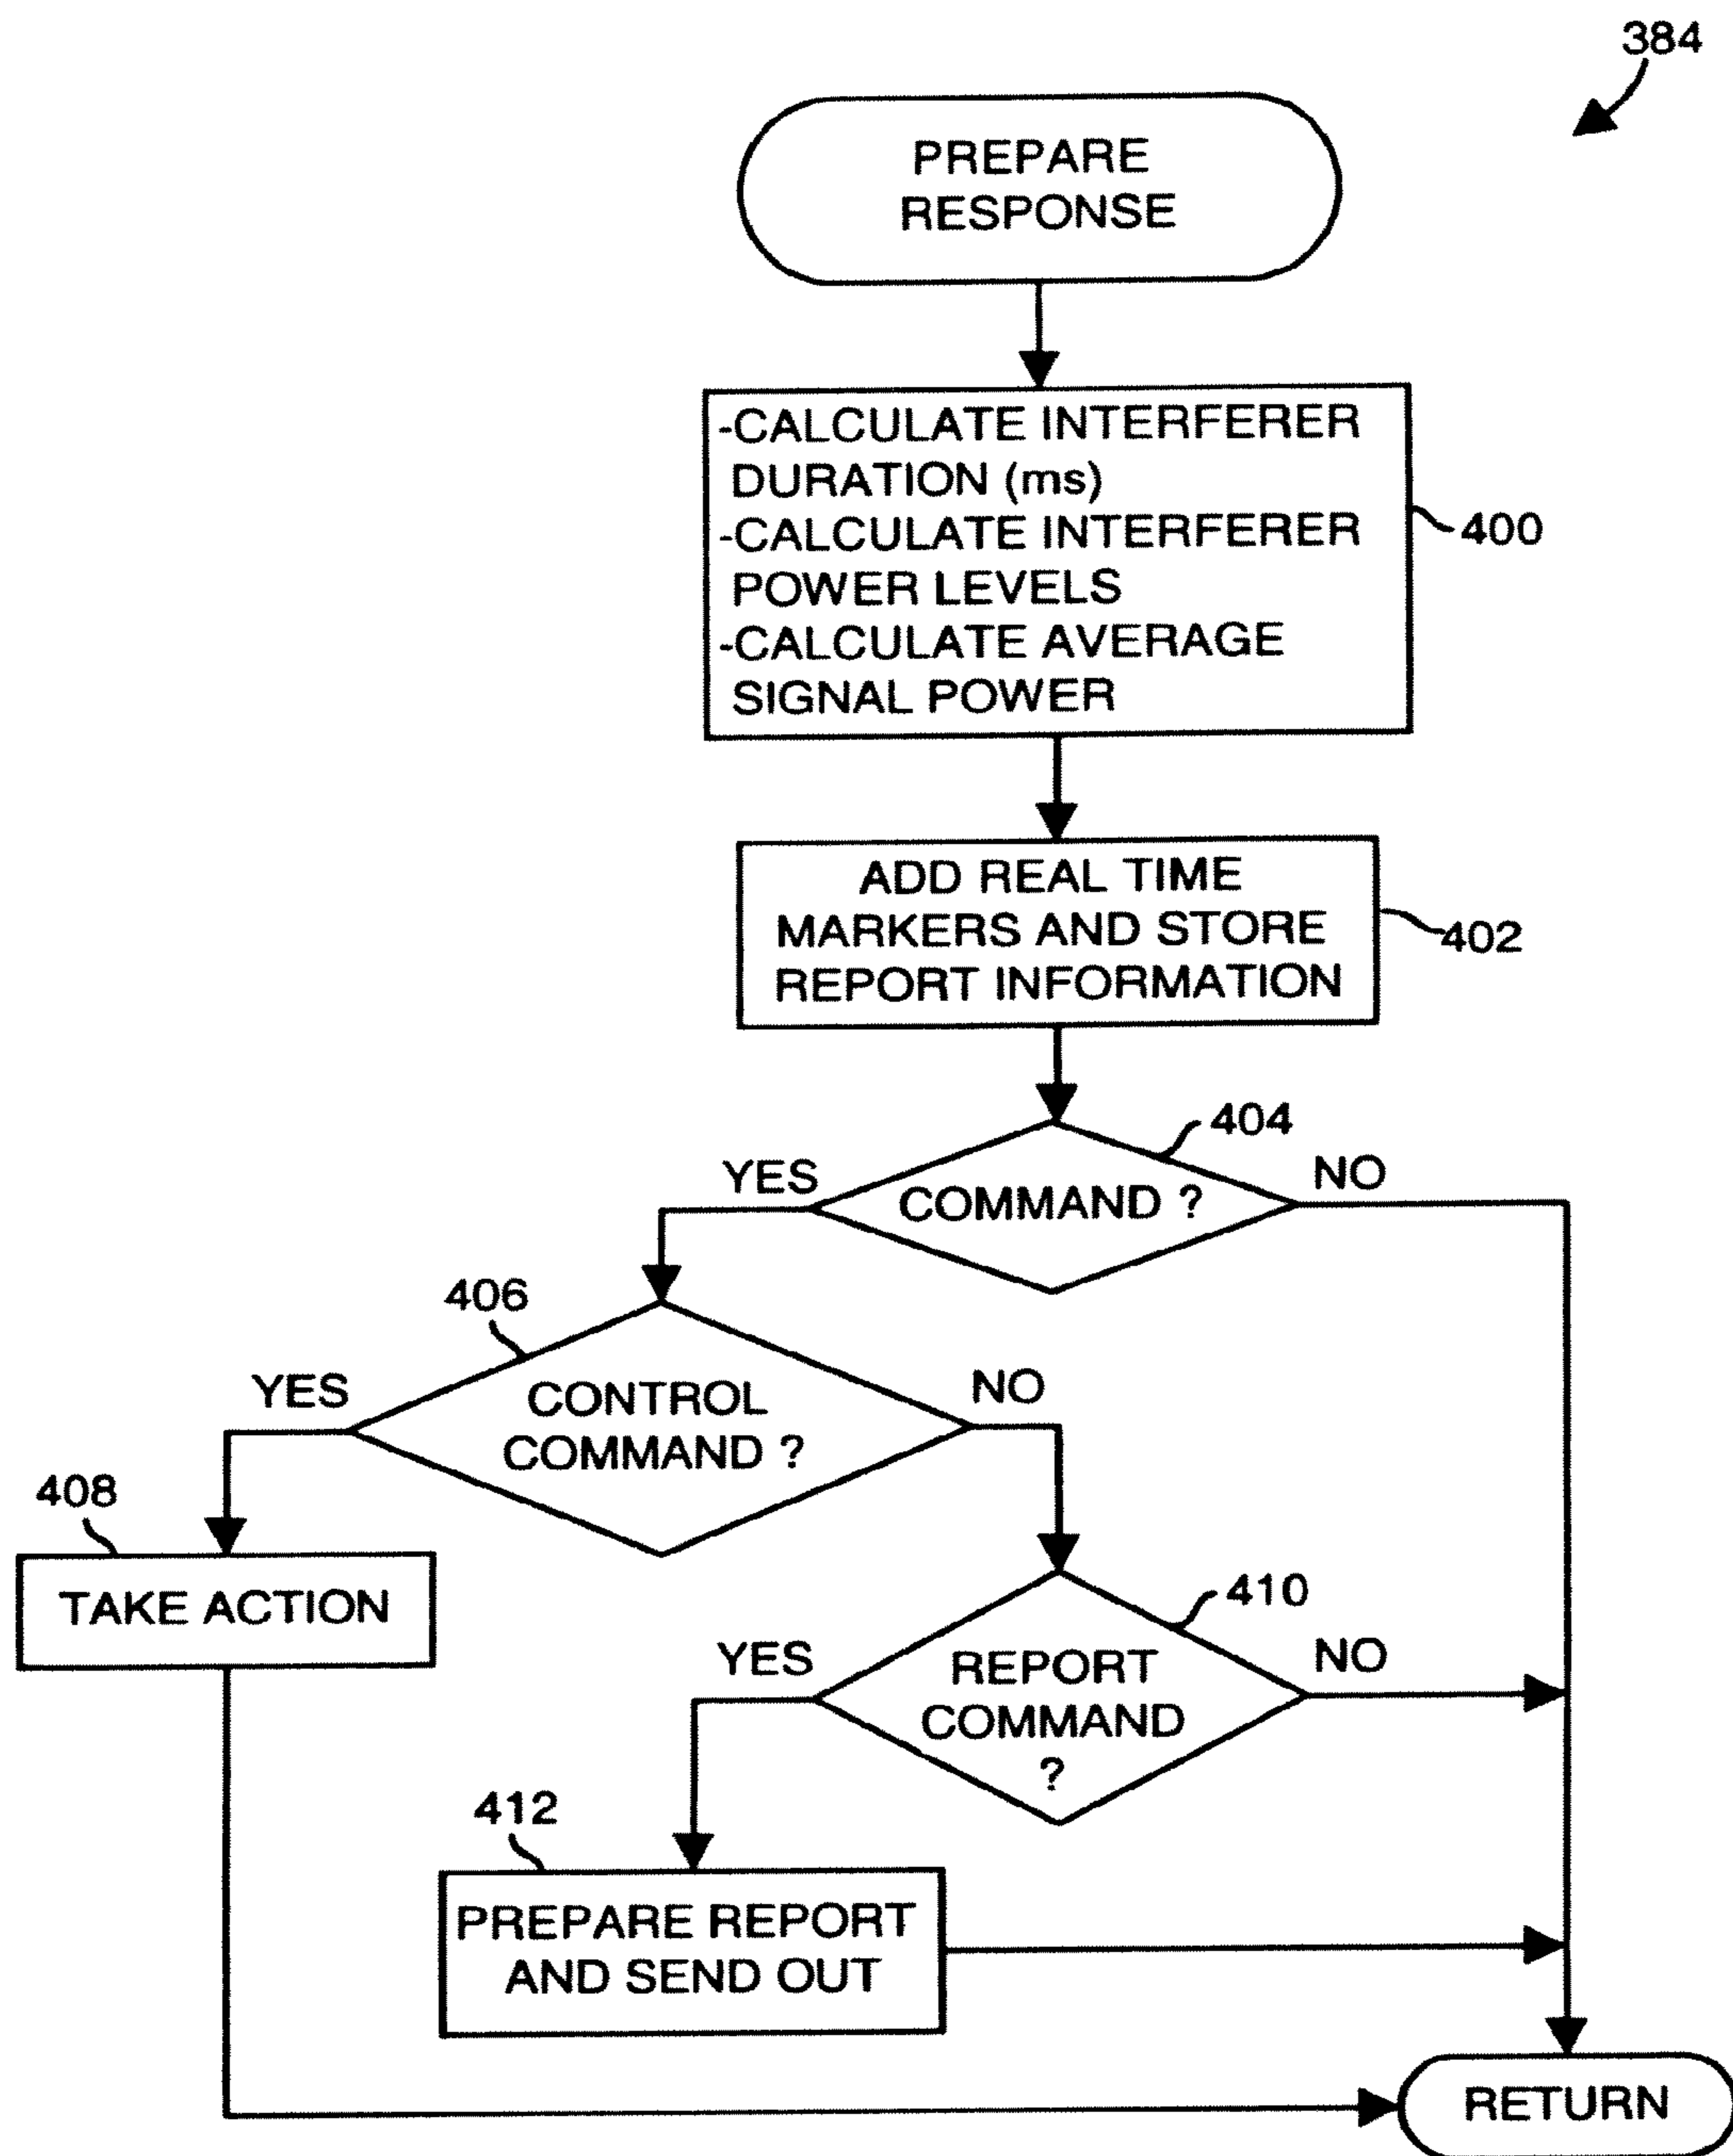 384
PREPARE
RESPONSE
-CALCULATE INTERFERER
DURATION (ms)
-CALCULATE INTERFERER
POWER LEVELS
-CALCULATE AVERAGE
SIGNAL POWER
400
ADD REAL TIME
MARKERS AND STORE
REPORT INFORMATION
402
404
YES
COMMAND ?
NO
406
YES
CONTROL
COMMAND ?
NO
408
TAKE ACTION
410
YES
REPORT
COMMAND
?
NO
412
PREPARE REPORT
AND SEND OUT
RETURN